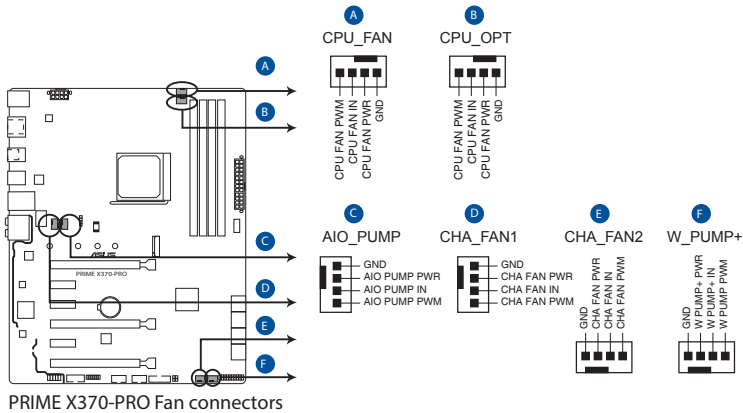 A
CPU_FAN
CPU FAN PWM
CPU FAN IN
CPU FAN PWR
GND
B
CPU_OPT
CPU FAN PWM
CPU FAN IN
CPU FAN PWR
GND
A
B
C
D
E
F
/SUS
PRIME X370-PRO
C
AIO_PUMP
GND
AIO PUMP PWR
AIO PUMP IN
AIO PUMP PWM
D
CHA_FAN1
GND
CHA FAN PWR
CHA FAN IN
CHA FAN PWM
E
CHA_FAN2
GND
CHA FAN PWR
CHA FAN IN
CHA FAN PWM
F
W_PUMP+
GND
W PUMP+ PWR
W PUMP+ IN
W PUMP PWM
PRIME X370-PRO Fan connectors